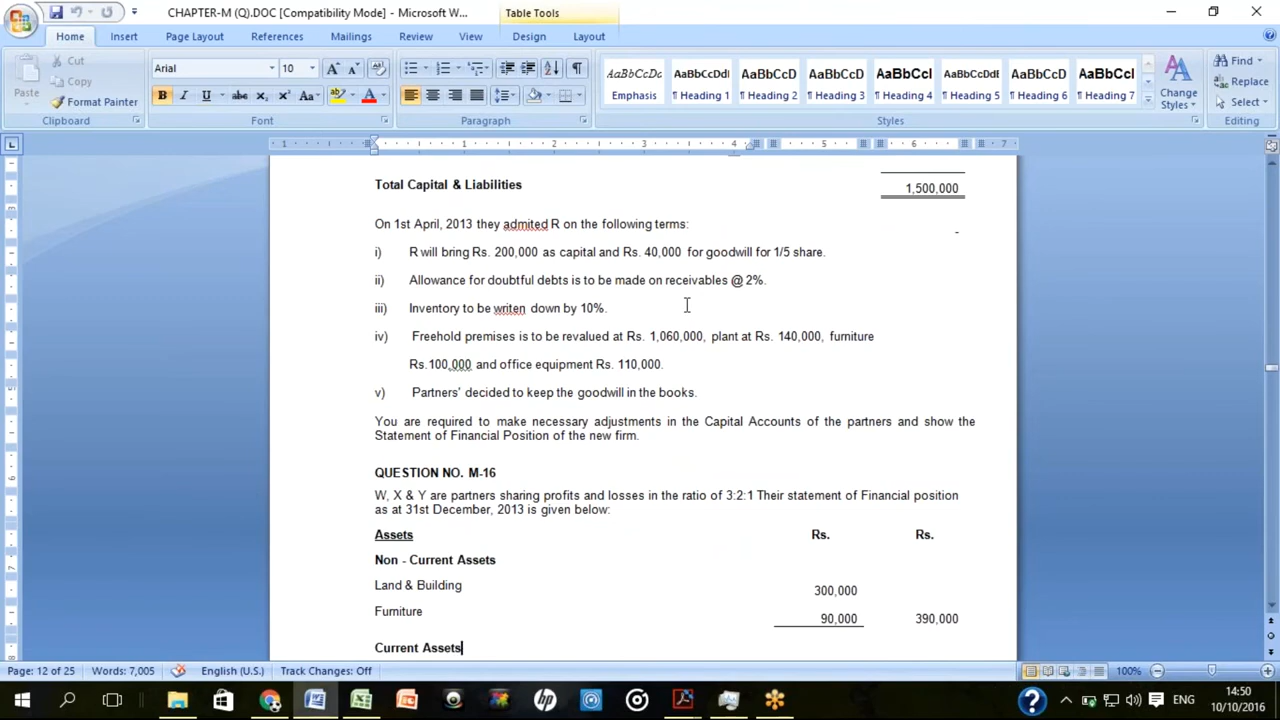 CHAPTER-M (Q).DOC [Compatibility Mode] - Microsoft W...
Table Tools
Home Insert Page Layout References Mailings Review View Design Layout
Cut
Copy
Format Painter
Paste
Clipboard
Arial 10
Font
Paragraph
AaBbCcDc AaBbCcDdI AaBbCcD AaBbCcD AaBbCcI AaBbCcDdE AaBbCcD AaBbCcI
Emphasis ¶ Heading 1 ¶ Heading 2 ¶ Heading 3 ¶ Heading 4 ¶ Heading 5 ¶ Heading 6 ¶ Heading 7
Change Styles
Styles
Find
Replace
Select
Editing
1 1 2 3 4 5 6 7
Total Capital & Liabilities 1,500,000
On 1st April, 2013 they admited R on the following terms: -
i) R will bring Rs. 200,000 as capital and Rs. 40,000 for goodwill for 1/5 share.
ii) Allowance for doubtful debts is to be made on receivables @ 2%.
iii) Inventory to be writen down by 10%.
iv) Freehold premises is to be revalued at Rs. 1,060,000, plant at Rs. 140,000, furniture
Rs.100,000 and office equipment Rs. 110,000.
v) Partners' decided to keep the goodwill in the books.
You are required to make necessary adjustments in the Capital Accounts of the partners and show the
Statement of Financial Position of the new firm.
QUESTION NO. M-16
W, X & Y are partners sharing profits and losses in the ratio of 3:2:1 Their statement of Financial position
as at 31st December, 2013 is given below:
Assets Rs. Rs.
Non - Current Assets
Land & Building 300,000
Furniture 90,000 390,000
Current Assets
Page: 12 of 25 Words: 7,005 English (U.S.) Track Changes: Off 100%
ENG
14:50
10/10/2016